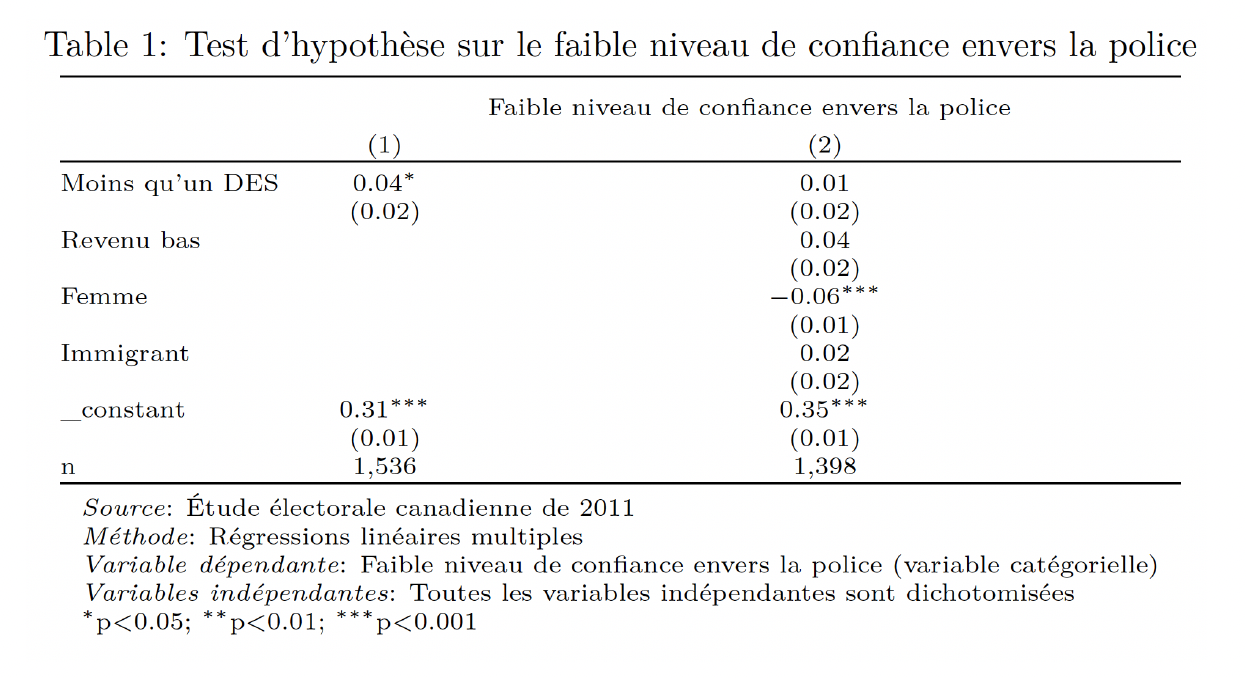 Table 1: Test d'hypothèse sur le faible niveau de confiance envers la police
Faible niveau de confiance envers la police
(1) (2)
Moins qu'un DES 0.04* 0.01
(0.02) (0.02)
Revenu bas 0.04
(0.02)
Femme −0.06***
(0.01)
Immigrant 0.02
(0.02)
_constant 0.31*** 0.35***
(0.01) (0.01)
n 1,536 1,398
Source: Étude électorale canadienne de 2011
Méthode: Régressions linéaires multiples
Variable dépendante: Faible niveau de confiance envers la police (variable catégorielle)
Variables indépendantes: Toutes les variables indépendantes sont dichotomisées
*p<0.05; **p<0.01; ***p<0.001